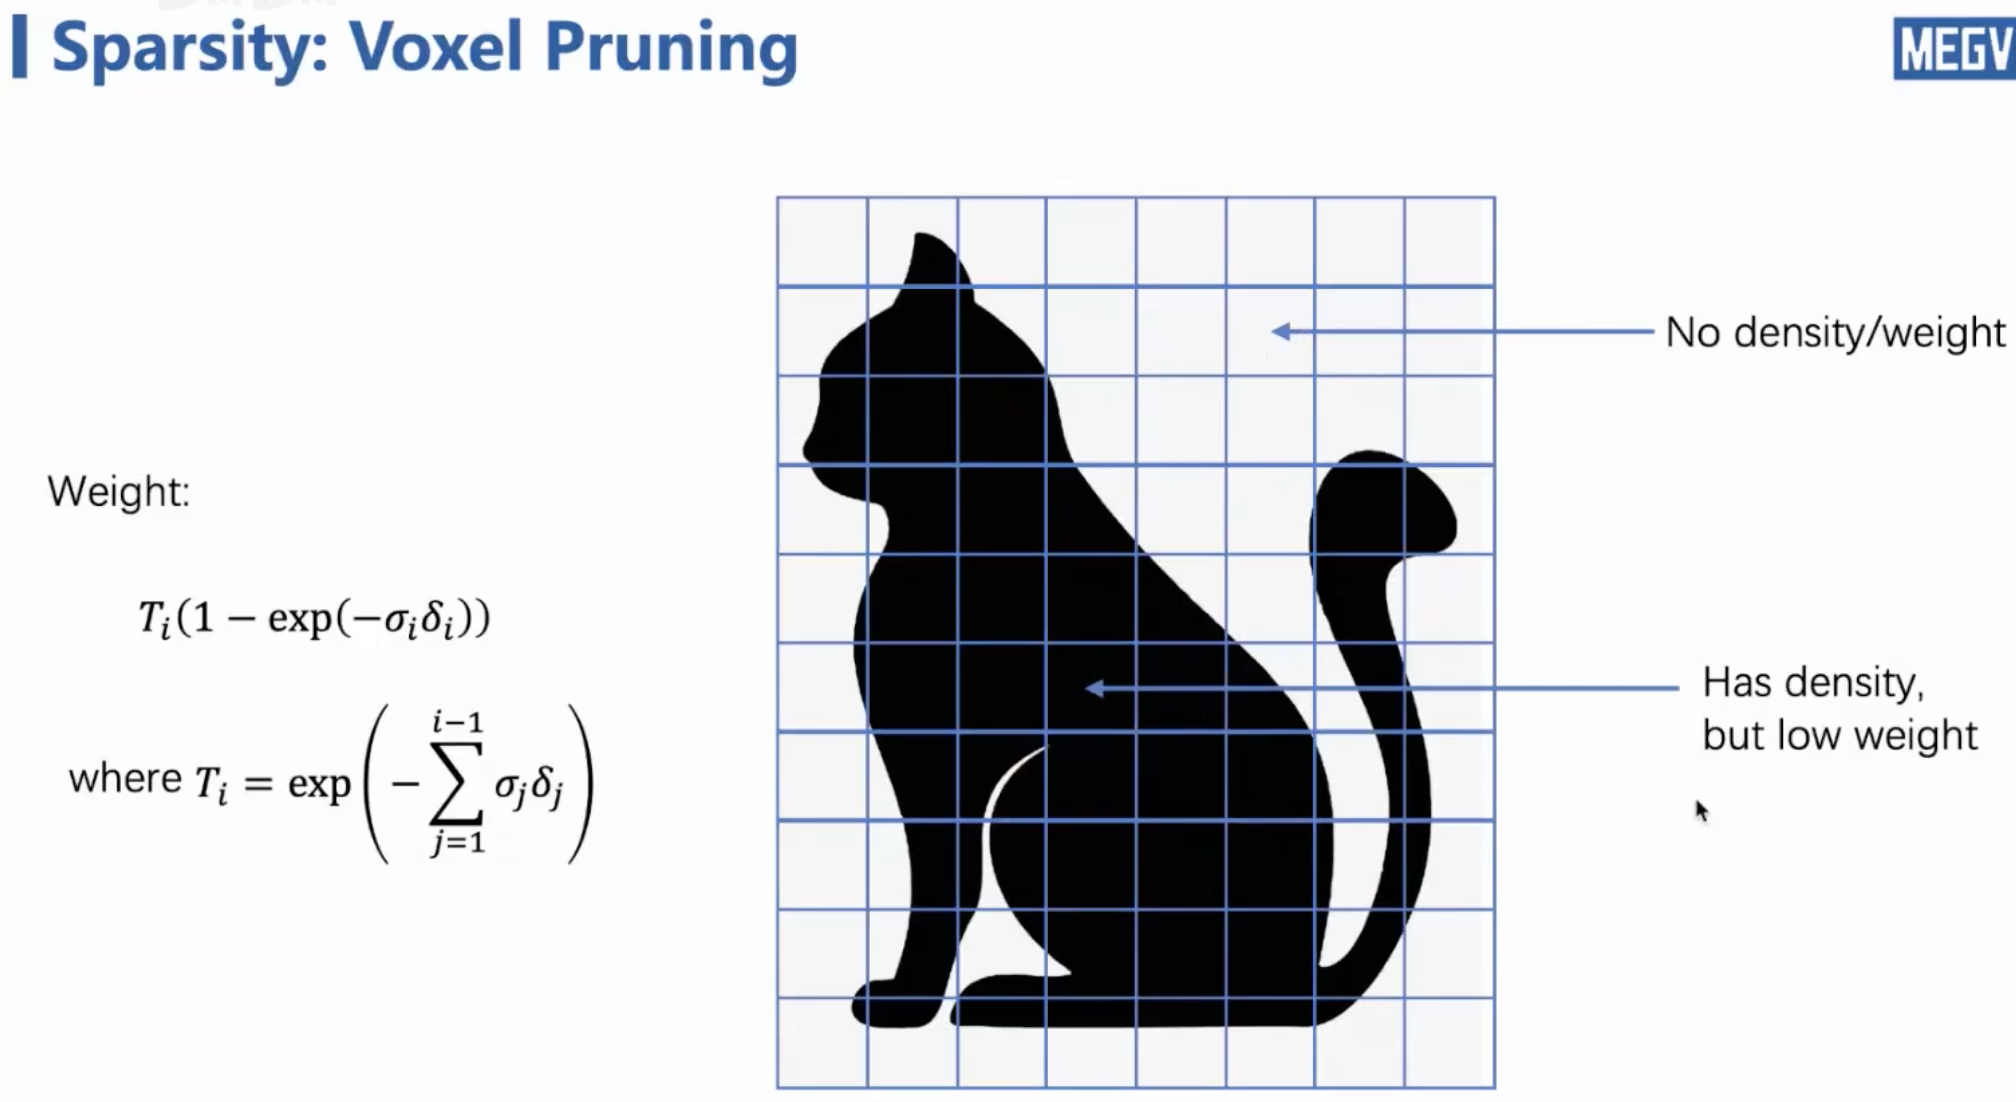 Sparsity: Voxel Pruning
MEGV
No density/weight
Weight:
T_i(1 − exp(−σ_iδ_i))
where T_i = exp(−∑_{j=1}^{i−1} σ_jδ_j)
Has density,
but low weight